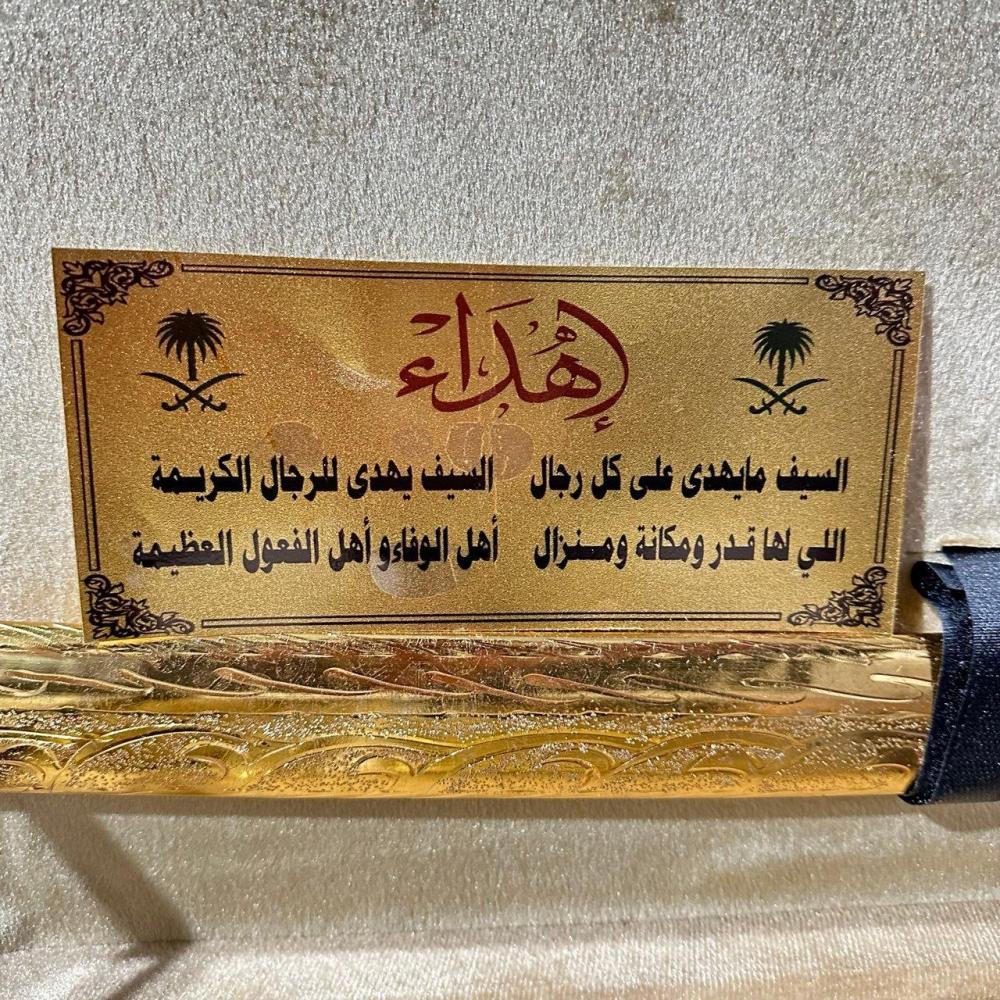 إهداء
السيف مايهدى على كل رجال السيف يهدى للرجال الكريمة
اللي لها قدر ومكانة ومنزال أهل الوفاء و أهل الفعول العظيمة